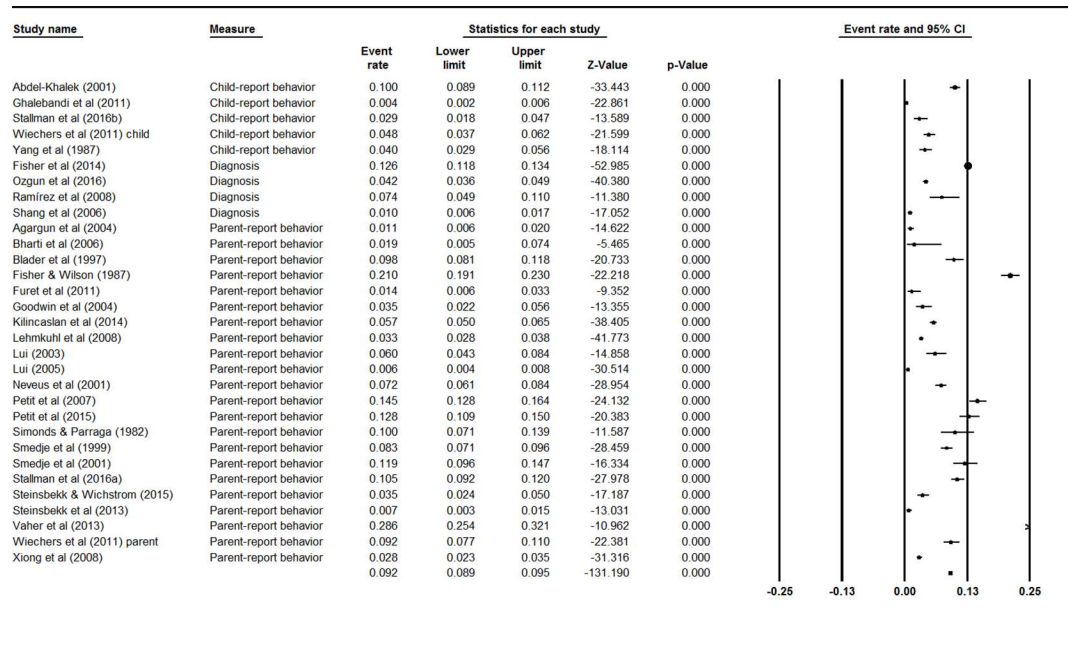 Study name Measure Statistics for each study Event rate and 95% CI
Event rate Lower limit Upper limit Z-Value p-Value
Abdel-Khalek (2001) Child-report behavior 0.100 0.089 0.112 -33.443 0.000
Ghalebandi et al (2011) Child-report behavior 0.004 0.002 0.006 -22.861 0.000
Stallman et al (2016b) Child-report behavior 0.029 0.018 0.047 -13.589 0.000
Wiechers et al (2011) child Child-report behavior 0.048 0.037 0.062 -21.599 0.000
Yang et al (1987) Child-report behavior 0.040 0.029 0.056 -18.114 0.000
Fisher et al (2014) Diagnosis 0.126 0.118 0.134 -52.985 0.000
Ozgun et al (2016) Diagnosis 0.042 0.036 0.049 -40.380 0.000
Ramírez et al (2008) Diagnosis 0.074 0.049 0.110 -11.380 0.000
Shang et al (2006) Diagnosis 0.010 0.006 0.017 -17.052 0.000
Agargun et al (2004) Parent-report behavior 0.011 0.006 0.020 -14.622 0.000
Bharti et al (2006) Parent-report behavior 0.019 0.005 0.074 -5.465 0.000
Blader et al (1997) Parent-report behavior 0.098 0.081 0.118 -20.733 0.000
Fisher & Wilson (1987) Parent-report behavior 0.210 0.191 0.230 -22.218 0.000
Furet et al (2011) Parent-report behavior 0.014 0.006 0.033 -9.352 0.000
Goodwin et al (2004) Parent-report behavior 0.035 0.022 0.056 -13.355 0.000
Kilincaslan et al (2014) Parent-report behavior 0.057 0.050 0.065 -38.405 0.000
Lehmkuhl et al (2008) Parent-report behavior 0.033 0.028 0.038 -41.773 0.000
Lui (2003) Parent-report behavior 0.060 0.043 0.084 -14.858 0.000
Lui (2005) Parent-report behavior 0.006 0.004 0.008 -30.514 0.000
Neveus et al (2001) Parent-report behavior 0.072 0.061 0.084 -28.954 0.000
Petit et al (2007) Parent-report behavior 0.145 0.128 0.164 -24.132 0.000
Petit et al (2015) Parent-report behavior 0.128 0.109 0.150 -20.383 0.000
Simonds & Parraga (1982) Parent-report behavior 0.100 0.071 0.139 -11.587 0.000
Smedje et al (1999) Parent-report behavior 0.083 0.071 0.096 -28.459 0.000
Smedje et al (2001) Parent-report behavior 0.119 0.096 0.147 -16.334 0.000
Stallman et al (2016a) Parent-report behavior 0.105 0.092 0.120 -27.978 0.000
Steinsbekk & Wichstrom (2015) Parent-report behavior 0.035 0.024 0.050 -17.187 0.000
Steinsbekk et al (2013) Parent-report behavior 0.007 0.003 0.015 -13.031 0.000
Vaher et al (2013) Parent-report behavior 0.286 0.254 0.321 -10.962 0.000
Wiechers et al (2011) parent Parent-report behavior 0.092 0.077 0.110 -22.381 0.000
Xiong et al (2008) Parent-report behavior 0.028 0.023 0.035 -31.316 0.000
0.092 0.089 0.095 -131.190 0.000
-0.25 -0.13 0.00 0.13 0.25